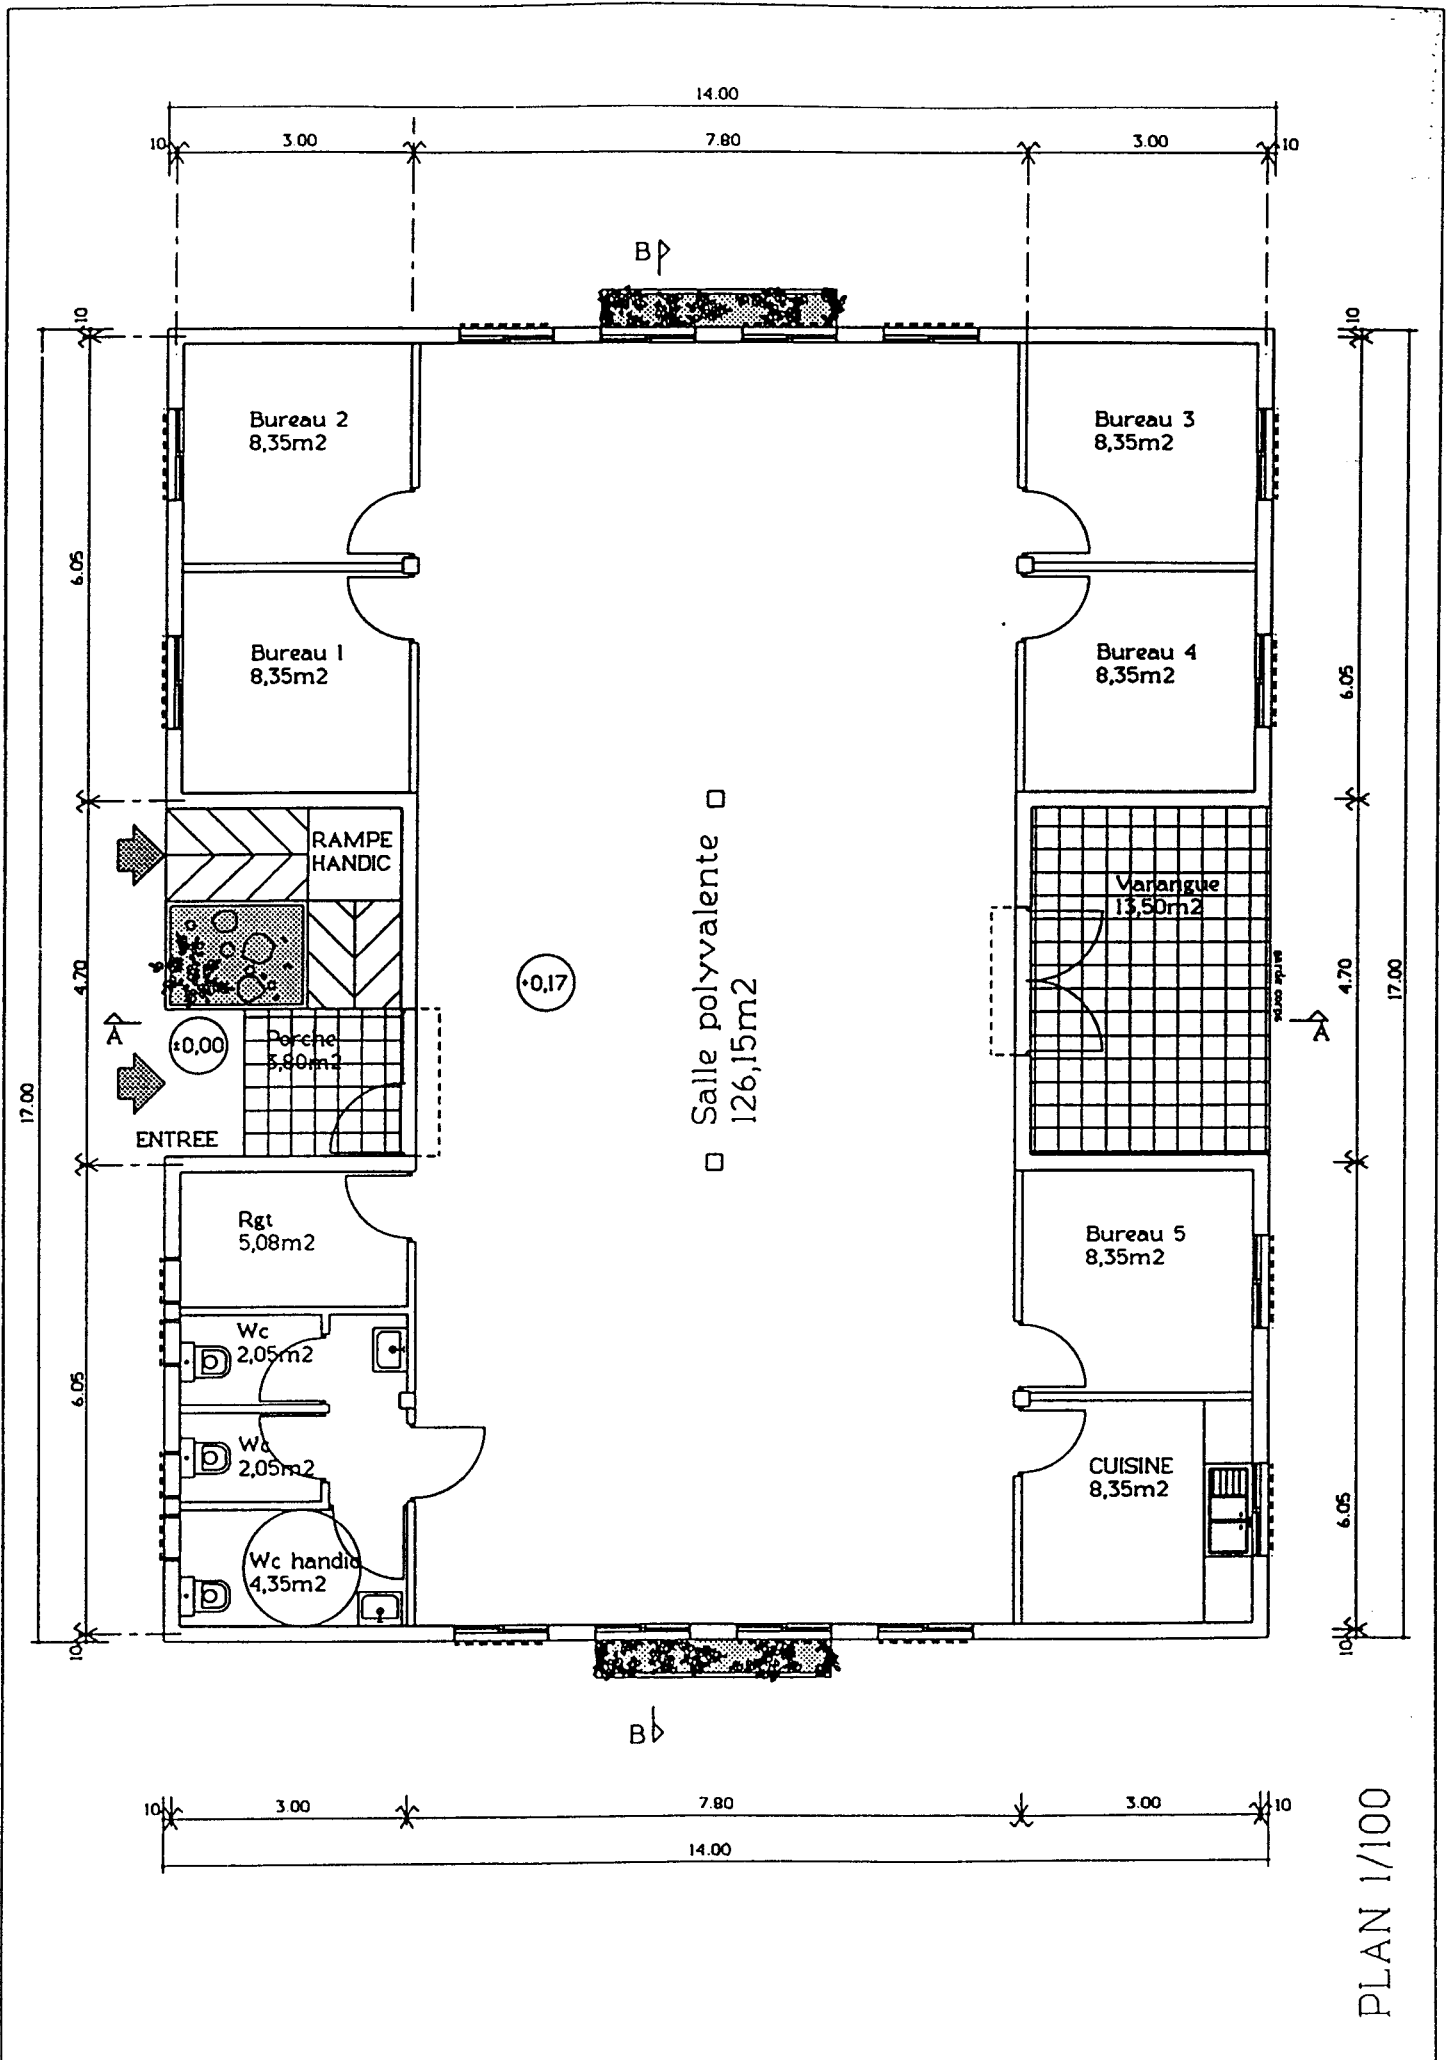 14.00
10
3.00
7.80
3.00
10
B
10
10
Bureau 2
8,35m2
Bureau 3
8,35m2
6.05
Bureau 1
8,35m2
Bureau 4
8,35m2
6.05
RAMPE
HANDIC
Varangue
13,50m2
Salle polyvalente
126,15m2
+0,17
4.70
4.70
17.00
garde corps
A
±0,00
Porche
3,80m2
A
17.00
ENTREE
Rgt
5,08m2
Bureau 5
8,35m2
Wc
2,05m2
6.05
Wc
2,05m2
CUISINE
8,35m2
6.05
Wc handic
4,35m2
10
10
B
10
3.00
7.80
3.00
10
14.00
PLAN 1/100